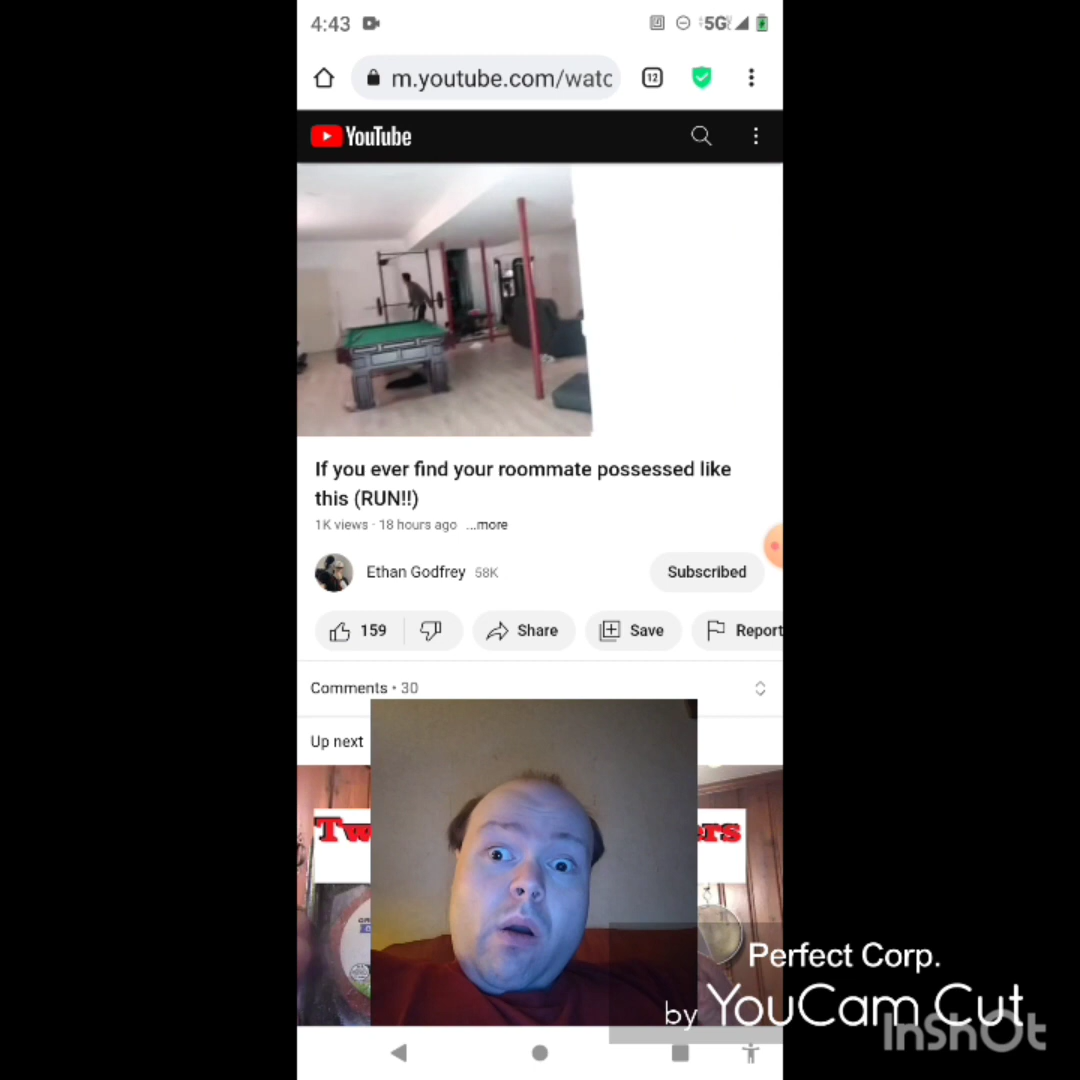 4:43
5G
m.youtube.com/watc
12
YouTube
If you ever find your roommate possessed like
this (RUN!!)
1K views · 18 hours ago ...more
Ethan Godfrey 58K
Subscribed
159
Share
Save
Report
Comments • 30
Up next
Tw
ers
Perfect Corp.
by YouCam Cut
InShOt